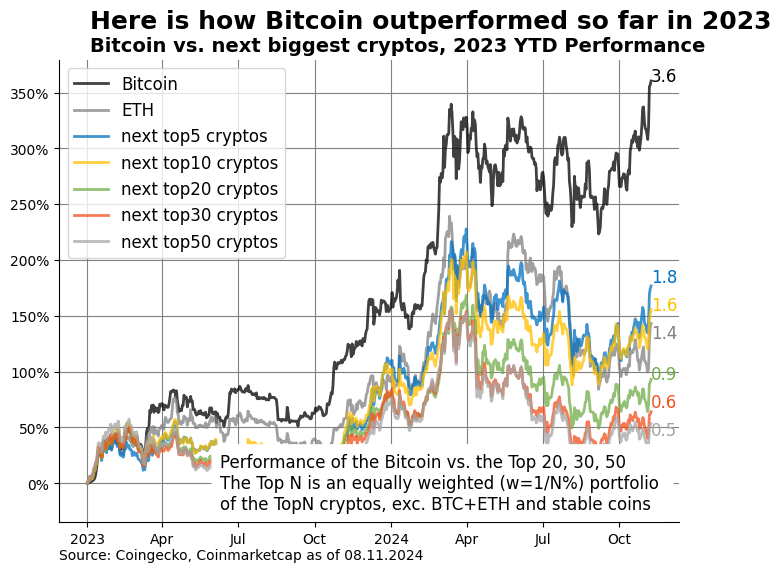 Here is how Bitcoin outperformed so far in 2023
Bitcoin vs. next biggest cryptos, 2023 YTD Performance
Bitcoin
ETH
next top5 cryptos
next top10 cryptos
next top20 cryptos
next top30 cryptos
next top50 cryptos
350%
300%
250%
200%
150%
100%
50%
0%
3.6
1.8
1.6
1.4
0.9
0.6
0.5
Performance of the Bitcoin vs. the Top 20, 30, 50
The Top N is an equally weighted (w=1/N%) portfolio
of the TopN cryptos, exc. BTC+ETH and stable coins
2023 Apr Jul Oct 2024 Apr Jul Oct
Source: Coingecko, Coinmarketcap as of 08.11.2024